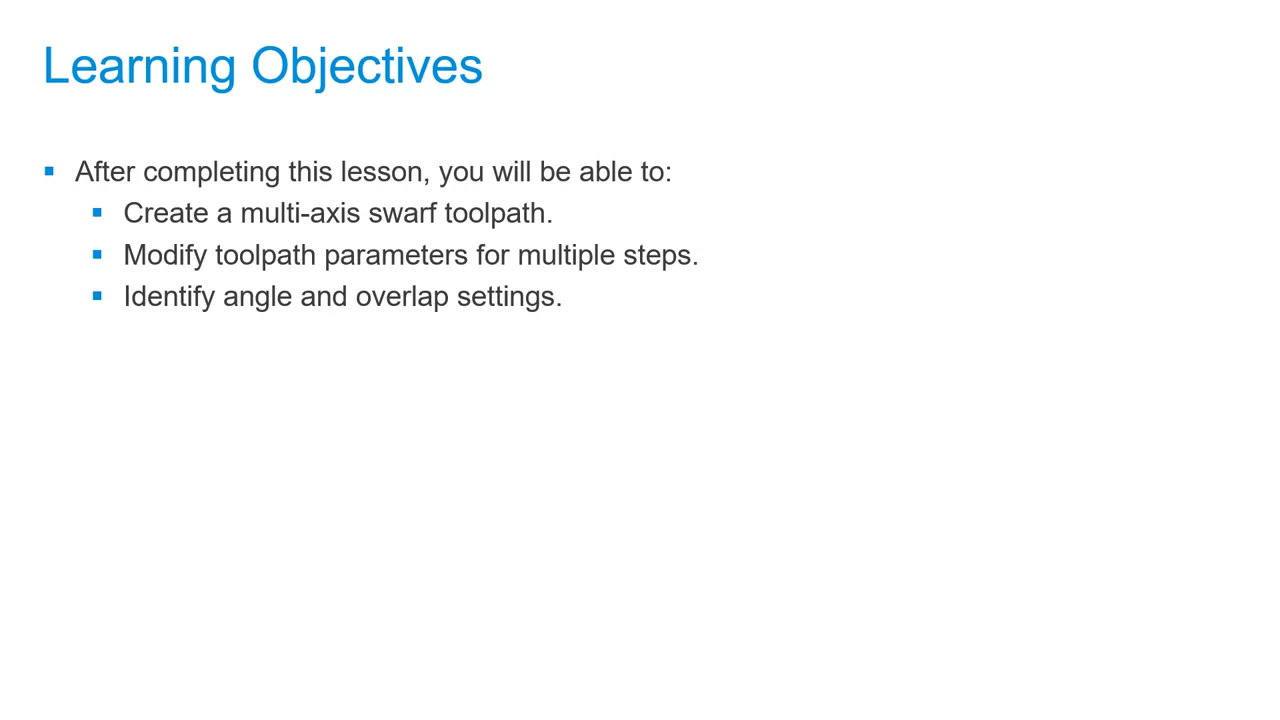 Learning Objectives
After completing this lesson, you will be able to:
Create a multi-axis swarf toolpath.
Modify toolpath parameters for multiple steps.
Identify angle and overlap settings.